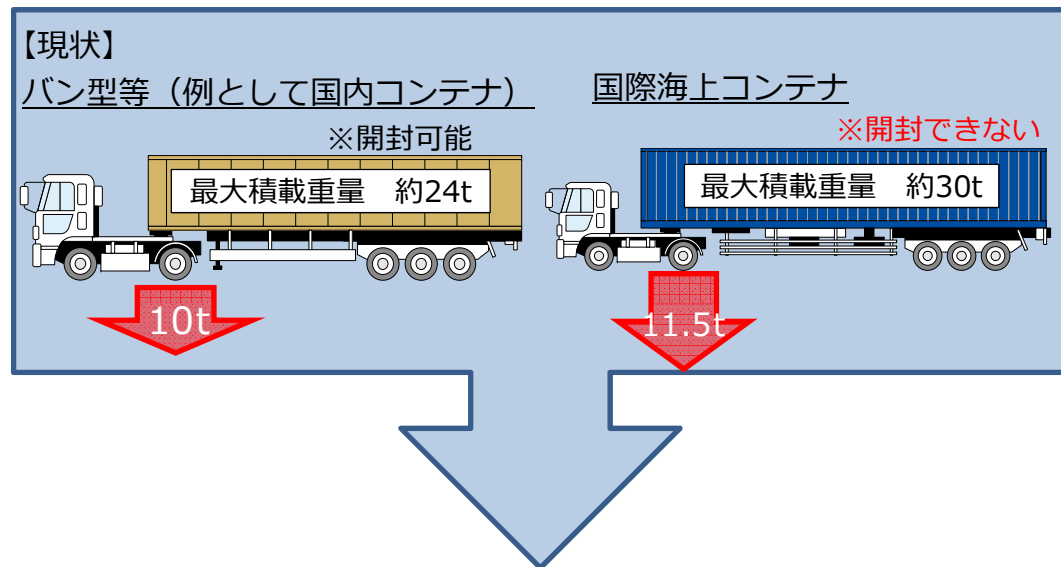 【現状】
バン型等（例として国内コンテナ）
※開封可能
最大積載重量　約24t
10t
国際海上コンテナ
※開封できない
最大積載重量　約30t
11.5t